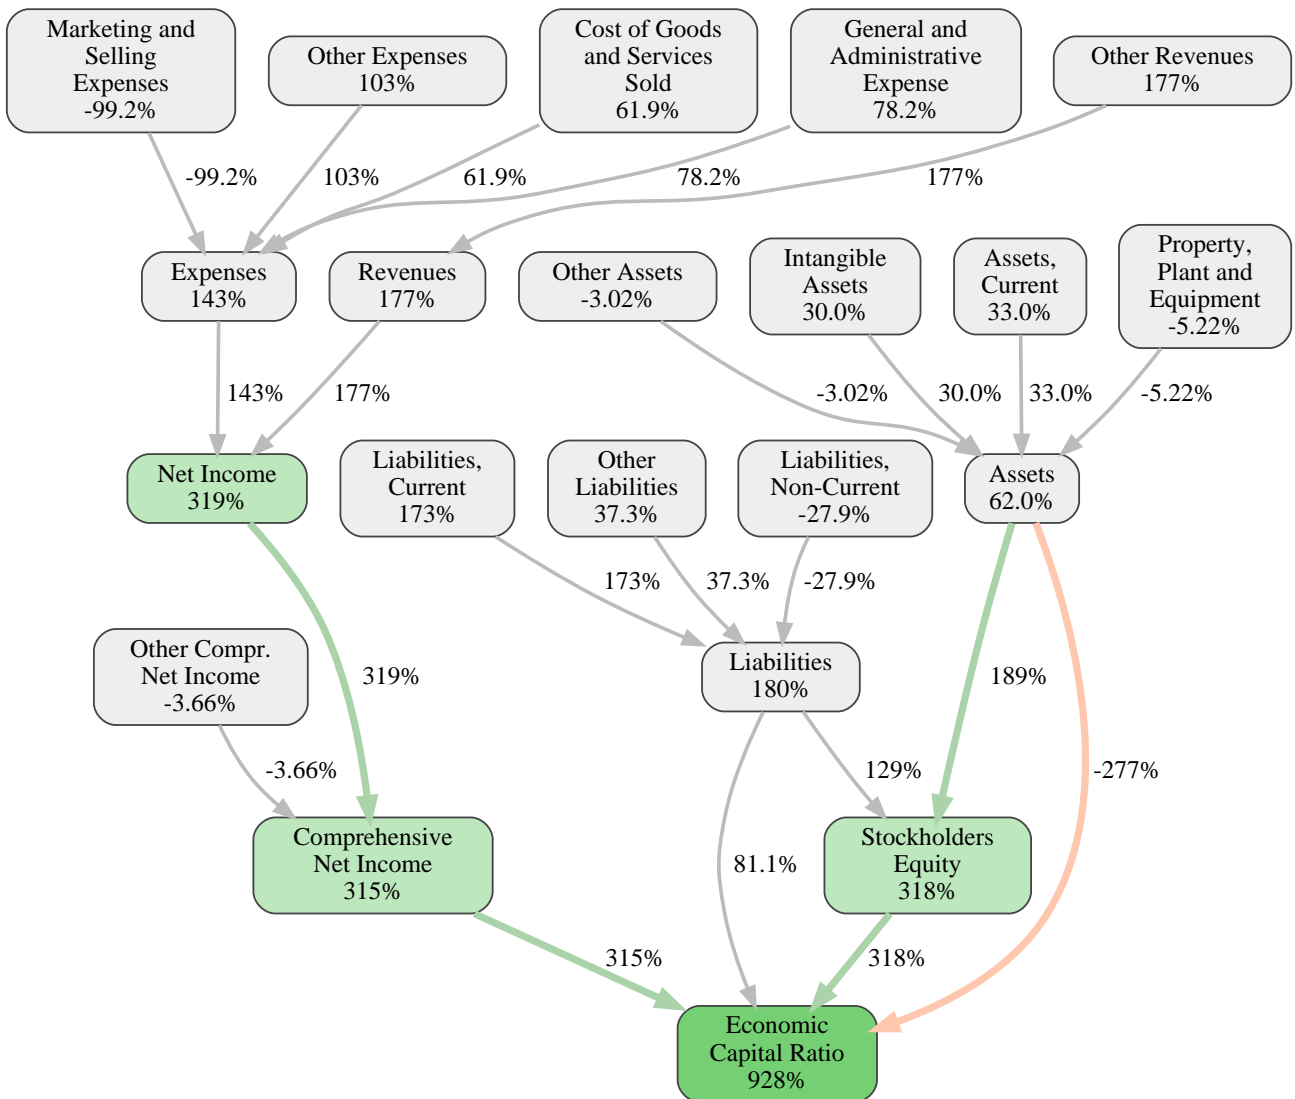 Marketing and
Selling
Expenses
-99.2%
Other Expenses
103%
Cost of Goods
and Services
Sold
61.9%
General and
Administrative
Expense
78.2%
Other Revenues
177%
-99.2%
103%
61.9%
78.2%
177%
Expenses
143%
Revenues
177%
Other Assets
-3.02%
Intangible
Assets
30.0%
Assets,
Current
33.0%
Property,
Plant and
Equipment
-5.22%
143%
177%
-3.02%
30.0%
33.0%
-5.22%
Net Income
319%
Liabilities,
Current
173%
Other
Liabilities
37.3%
Liabilities,
Non-Current
-27.9%
Assets
62.0%
173%
37.3%
-27.9%
Other Compr.
Net Income
-3.66%
319%
Liabilities
180%
189%
-3.66%
129%
-277%
Comprehensive
Net Income
315%
81.1%
Stockholders
Equity
318%
315%
318%
Economic
Capital Ratio
928%